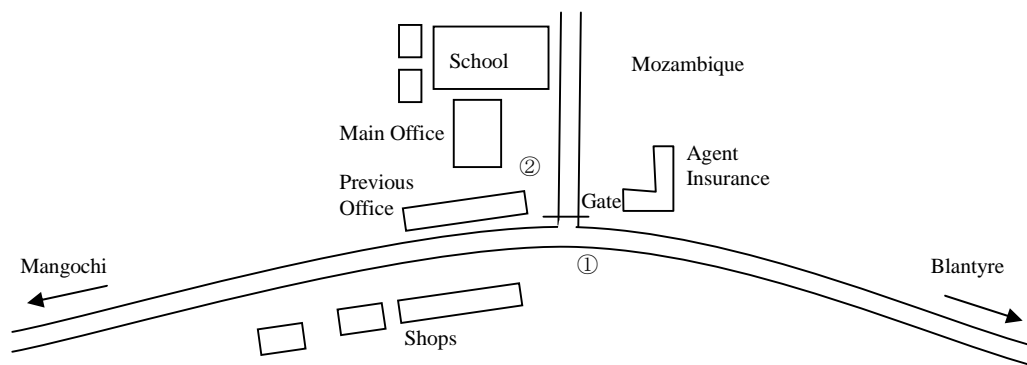 School
Mozambique
Main Office
Agent
Insurance
②
Previous
Office
Gate
Mangochi
①
Blantyre
Shops